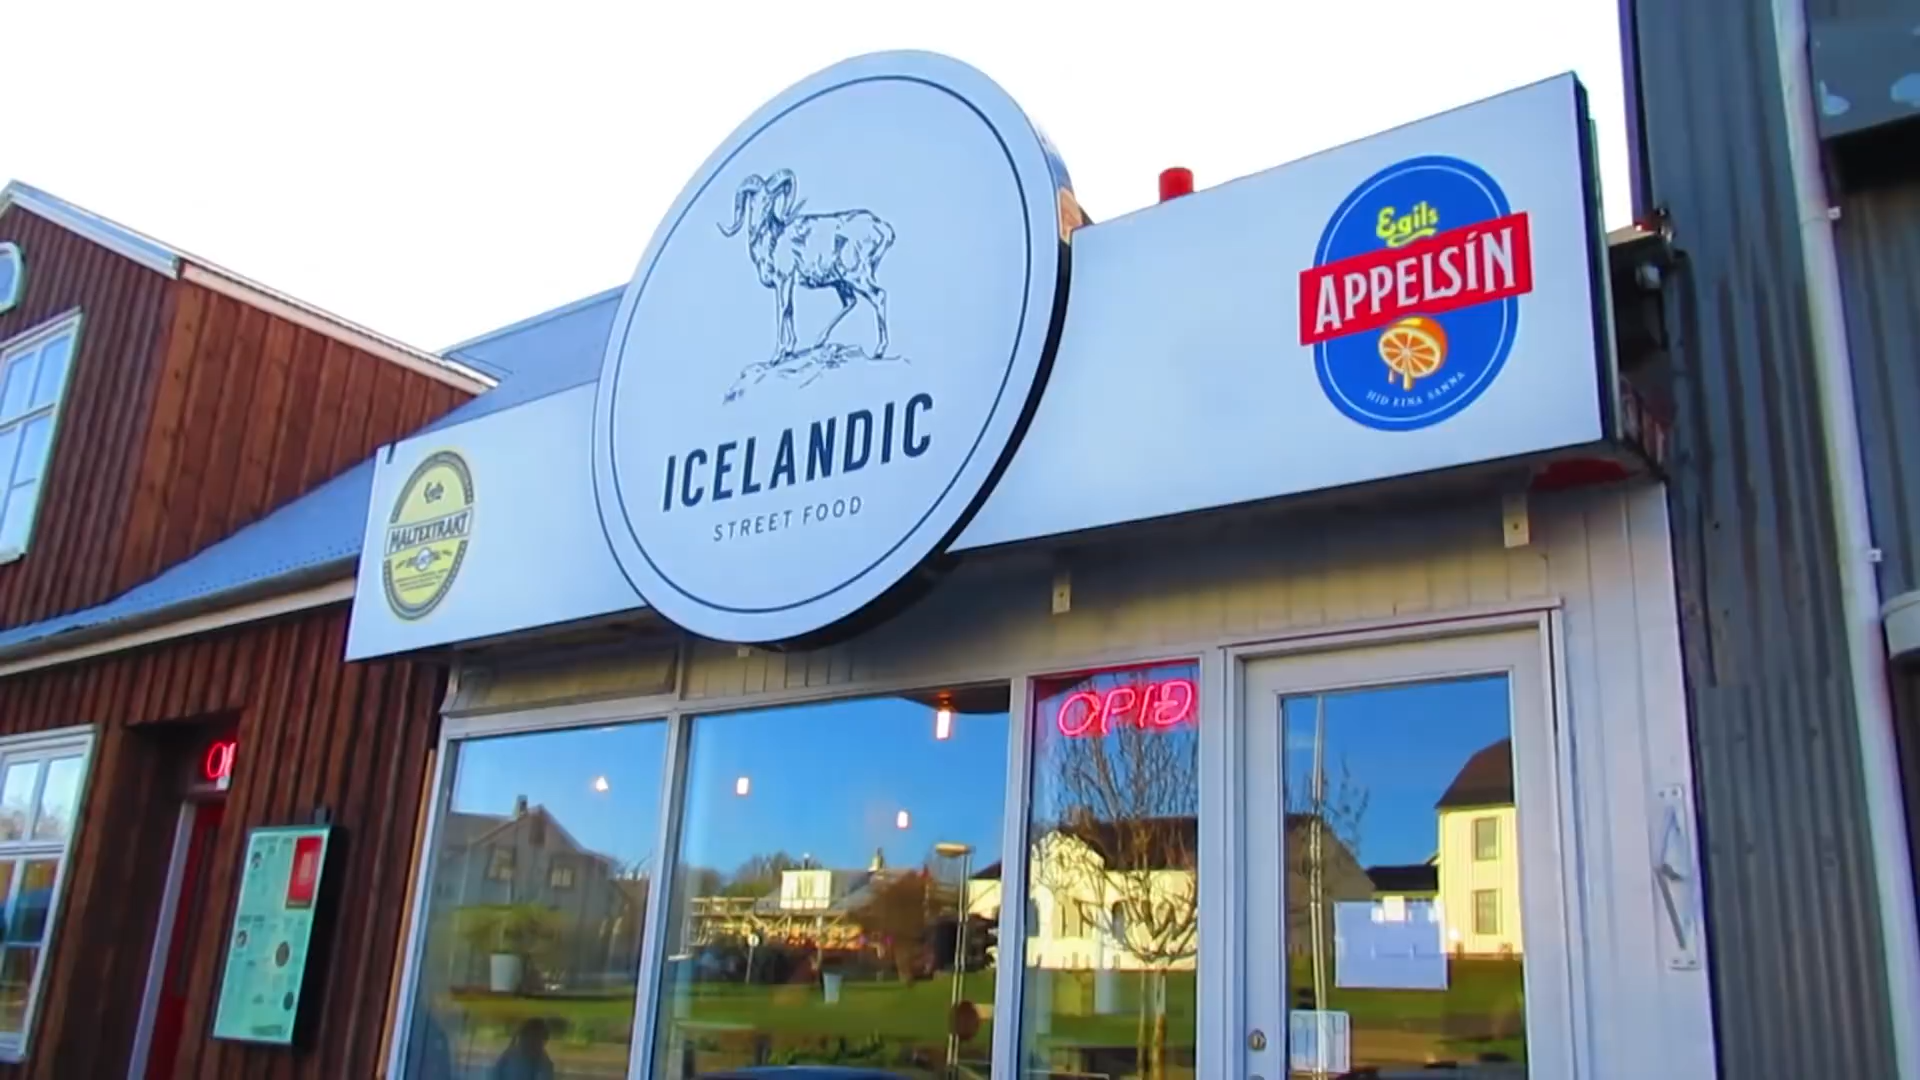 Egils
MALTEXTRAKT
ICELANDIC
STREET FOOD
Egils
APPELSÍN
HIÐ EINA SANNA
OPIÐ